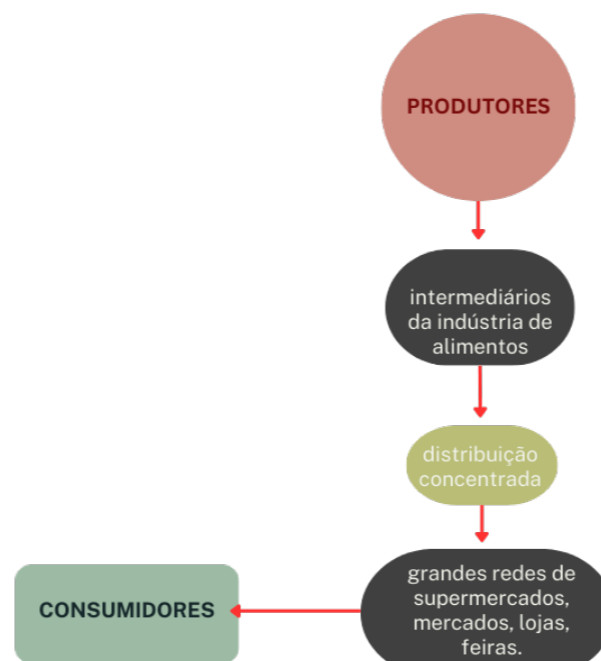 PRODUTORES
intermediários
da indústria de
alimentos
distribuição
concentrada
grandes redes de
supermercados,
mercados, lojas,
feiras.
CONSUMIDORES